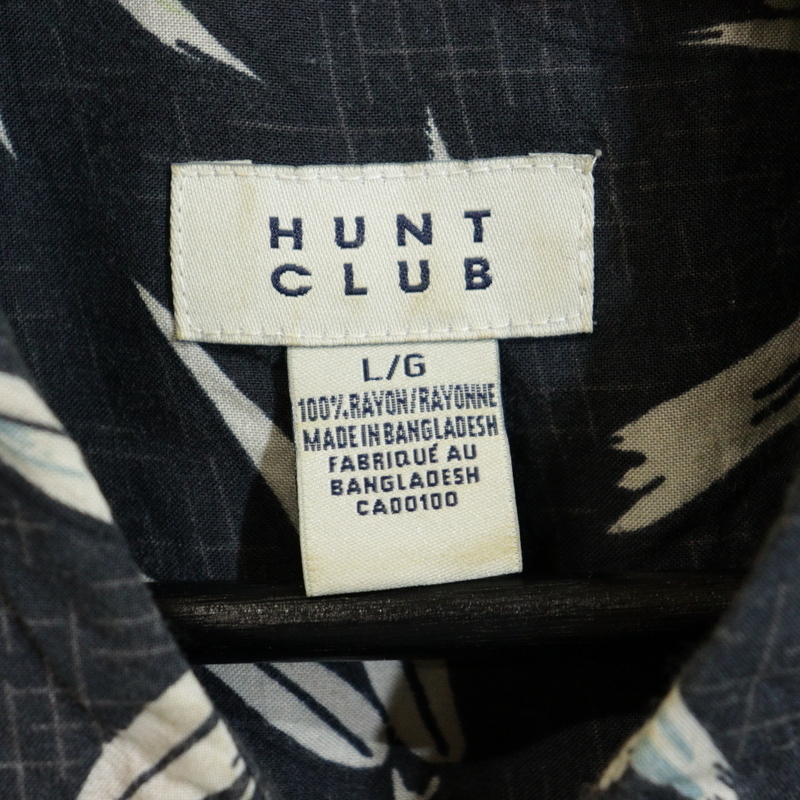 HUNT
CLUB
L/G
100% RAYON/RAYONNE
MADE IN BANGLADESH
FABRIQUÉ AU
BANGLADESH
CA00100